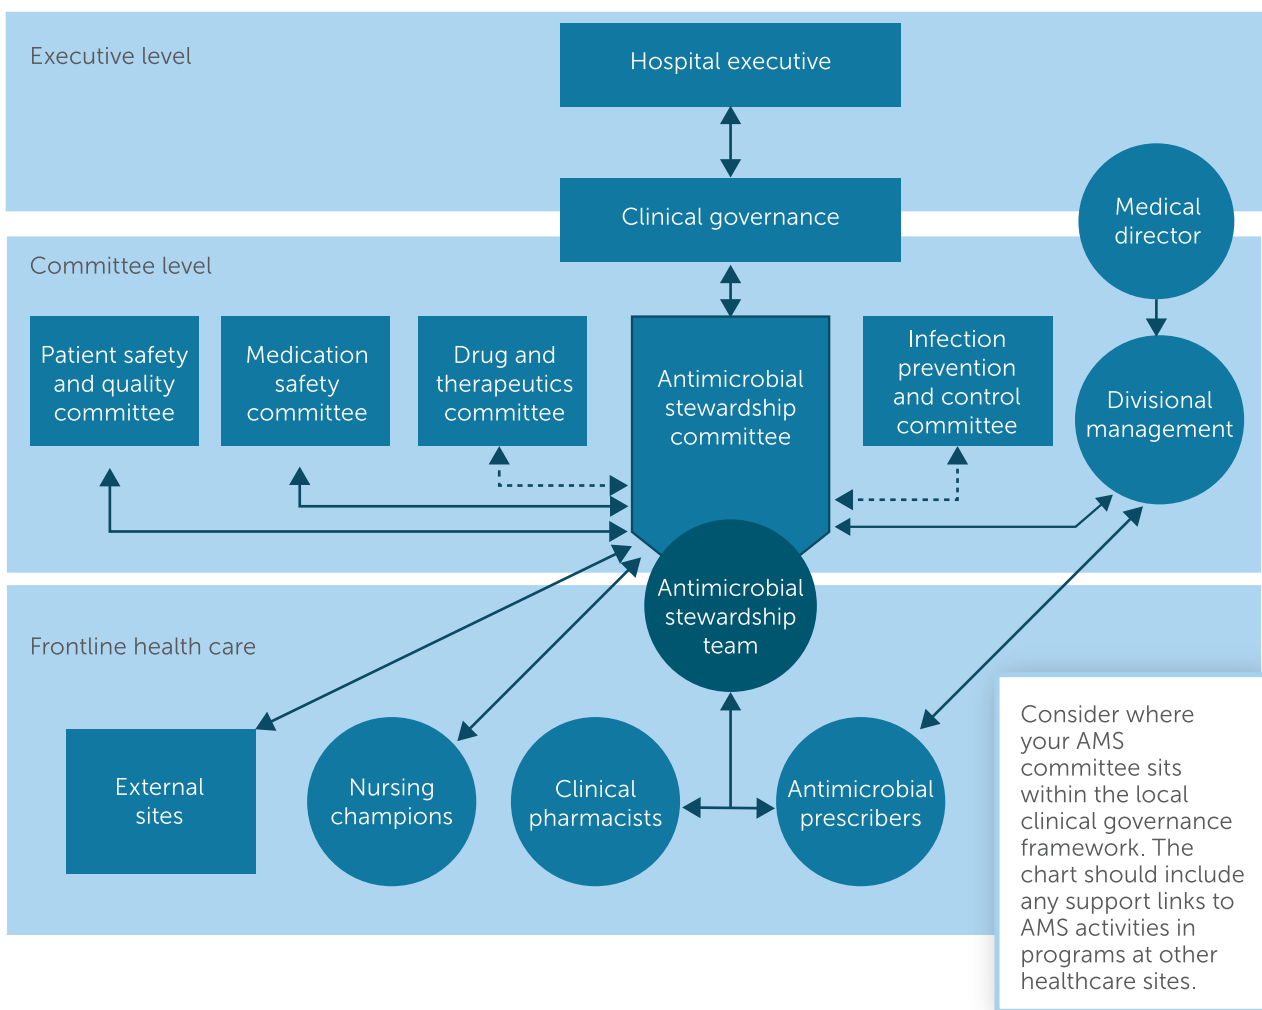 Executive level
Hospital executive
Clinical governance
Medical
director
Committee level
Patient safety
and quality
committee
Medication
safety
committee
Drug and
therapeutics
committee
Antimicrobial
stewardship
committee
Infection
prevention
and control
committee
Divisional
management
Antimicrobial
stewardship
team
Frontline health care
External
sites
Nursing
champions
Clinical
pharmacists
Antimicrobial
prescribers
Consider where
your AMS
committee sits
within the local
clinical governance
framework. The
chart should include
any support links to
AMS activities in
programs at other
healthcare sites.